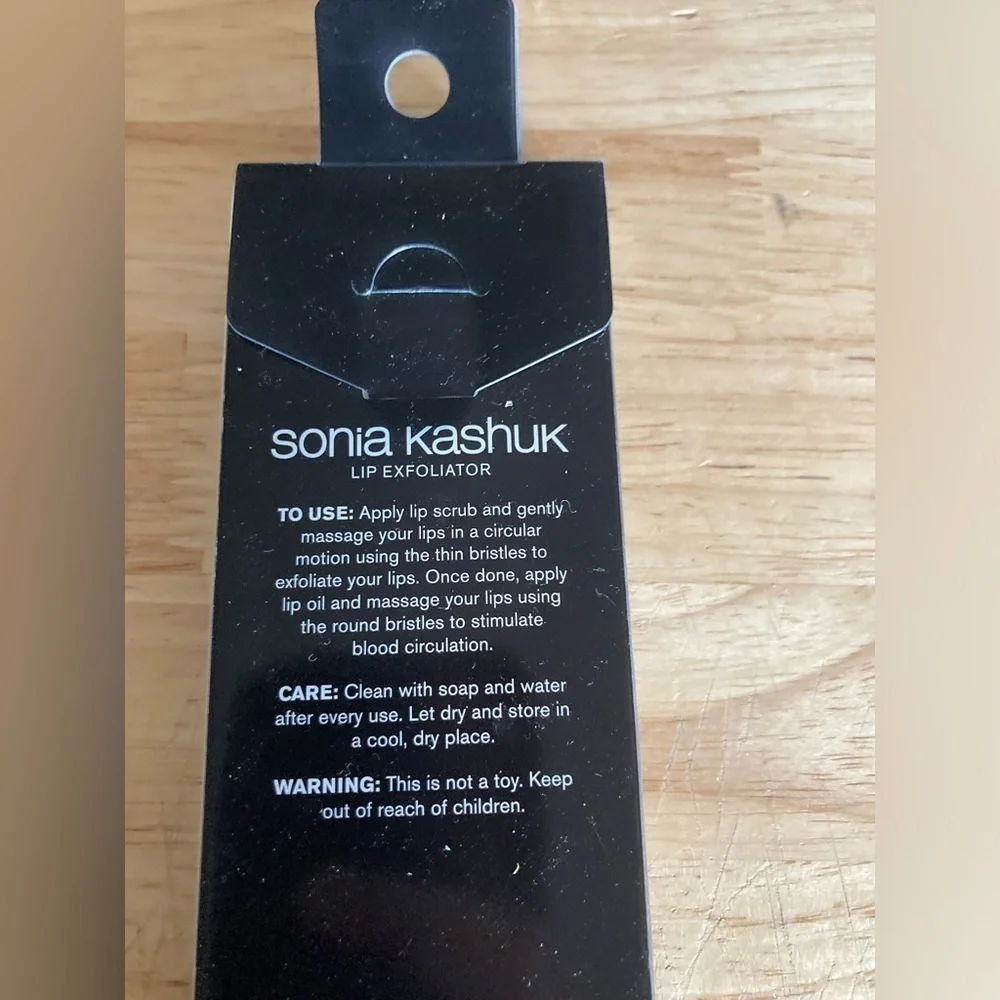 sonia kashuk
LIP EXFOLIATOR
TO USE: Apply lip scrub and gently
massage your lips in a circular
motion using the thin bristles to
exfoliate your lips. Once done, apply
lip oil and massage your lips using
the round bristles to stimulate
blood circulation.
CARE: Clean with soap and water
after every use. Let dry and store in
a cool, dry place.
WARNING: This is not a toy. Keep
out of reach of children.